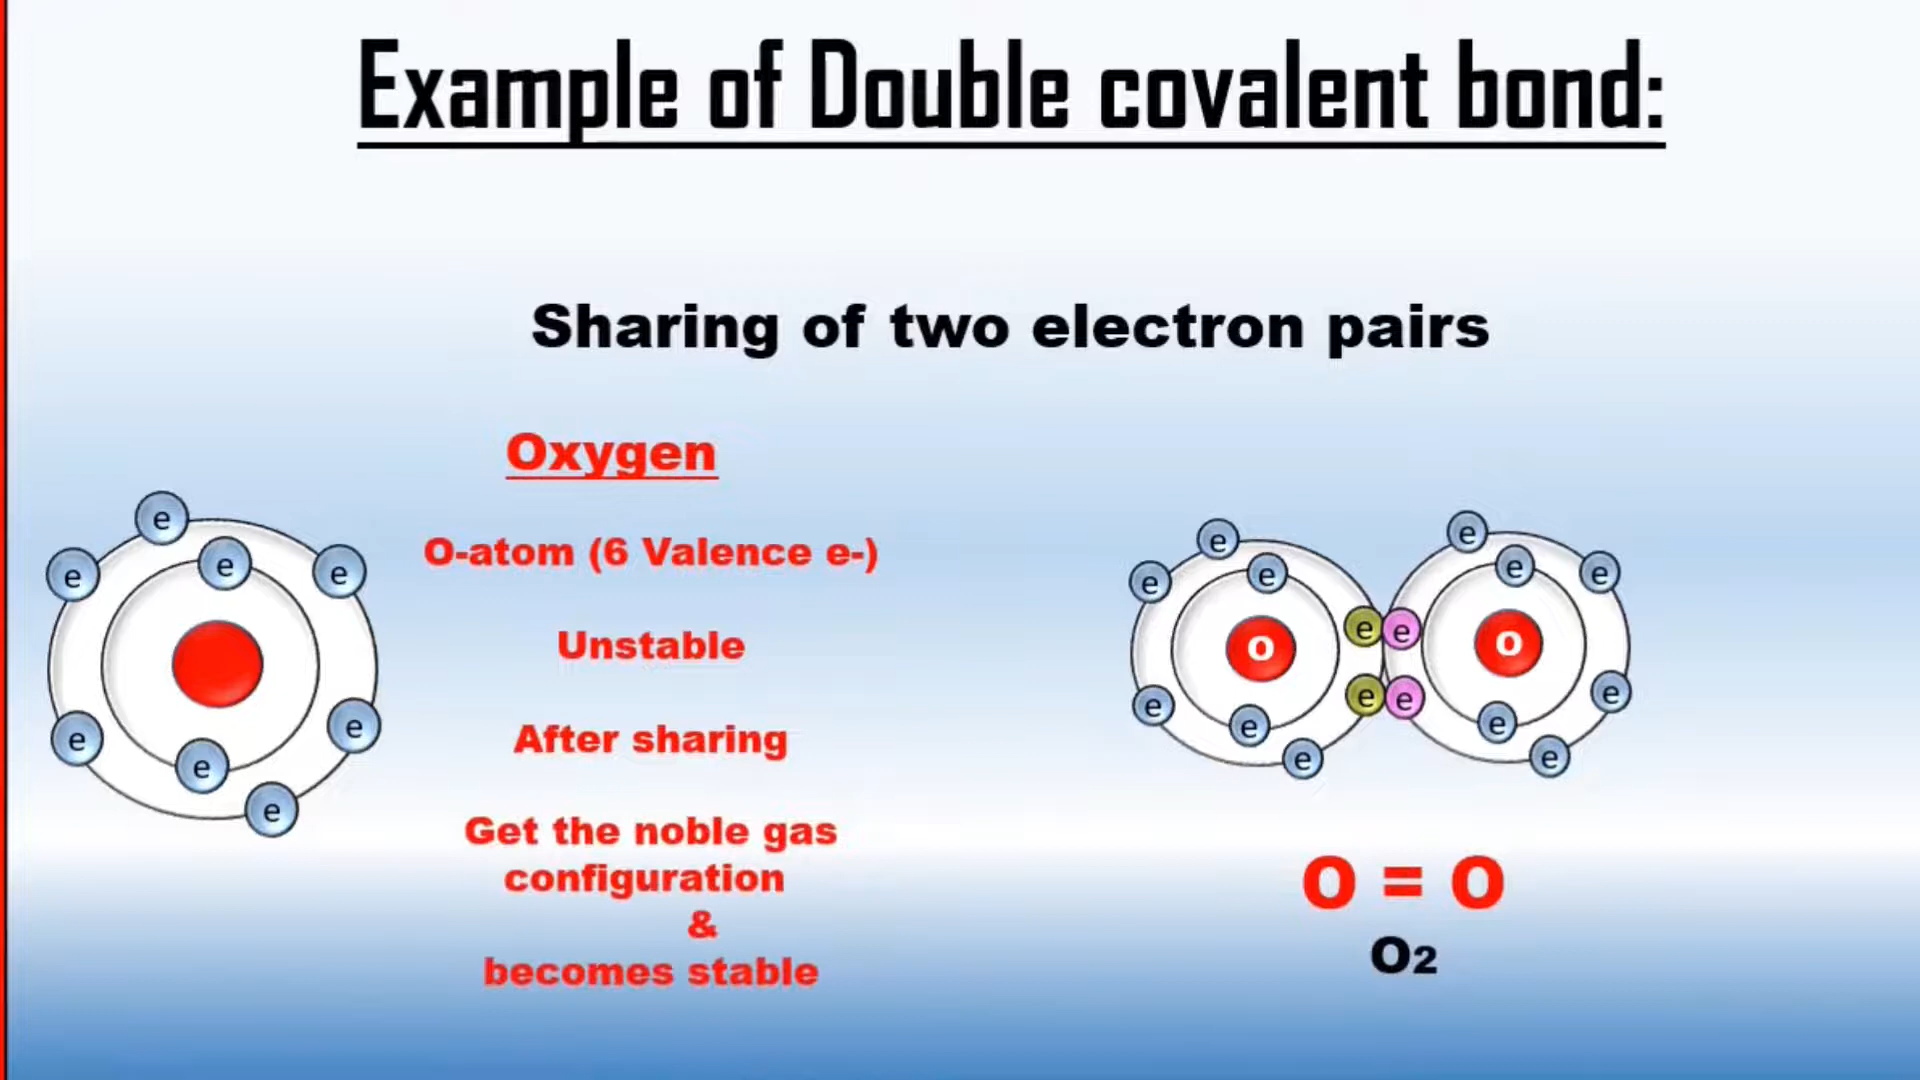 Example of Double covalent bond:
Sharing of two electron pairs
Oxygen
O-atom (6 Valence e-)
Unstable
After sharing
Get the noble gas
configuration
&
becomes stable
e
e
e
e
e
e
e
e
e
e
e
e
e
e
O
e
e
e
e
e
e
e
e
O
e
e
O = O
O2